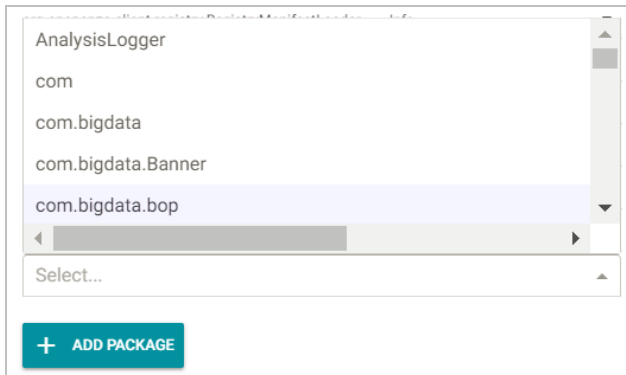 AnalysisLogger
com
com.bigdata
com.bigdata.Banner
com.bigdata.bop
Select...
+ ADD PACKAGE